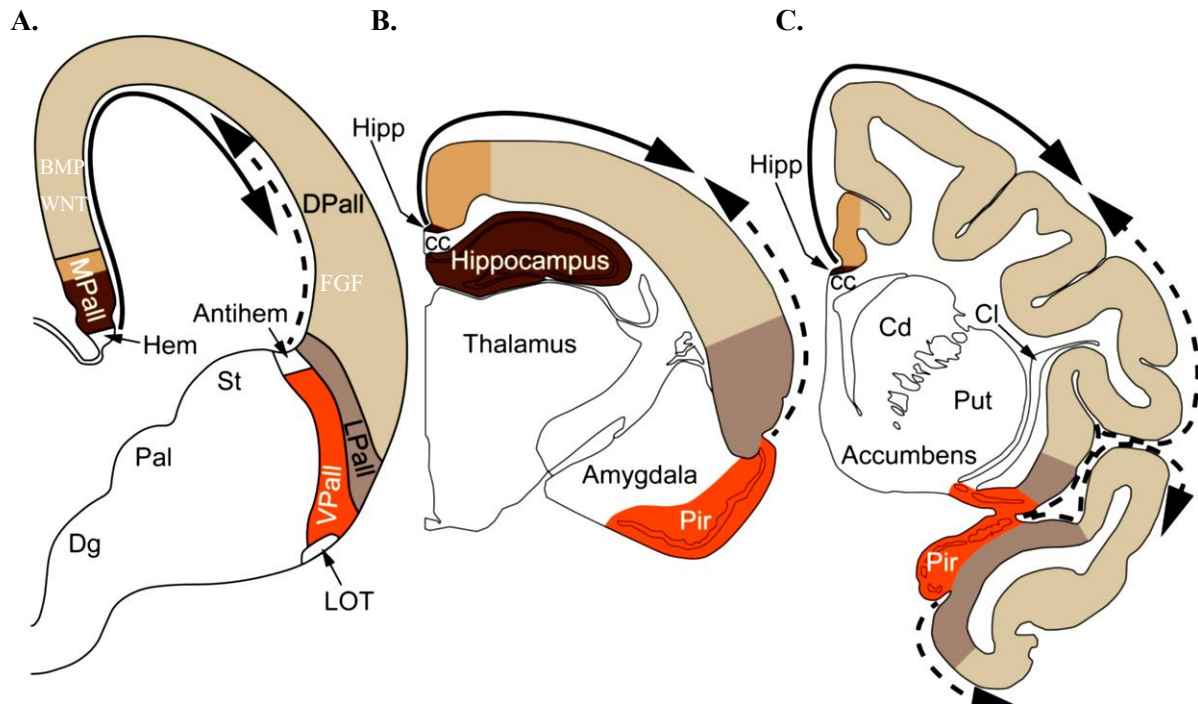 A.
BMP
WNT
MPall
Hem
Antihem
DPall
FGF
St
Pal
Dg
VPall
LPall
LOT
B.
Hipp
cc
Hippocampus
Thalamus
Amygdala
Pir
C.
Hipp
cc
Cd
Cl
Put
Accumbens
Pir